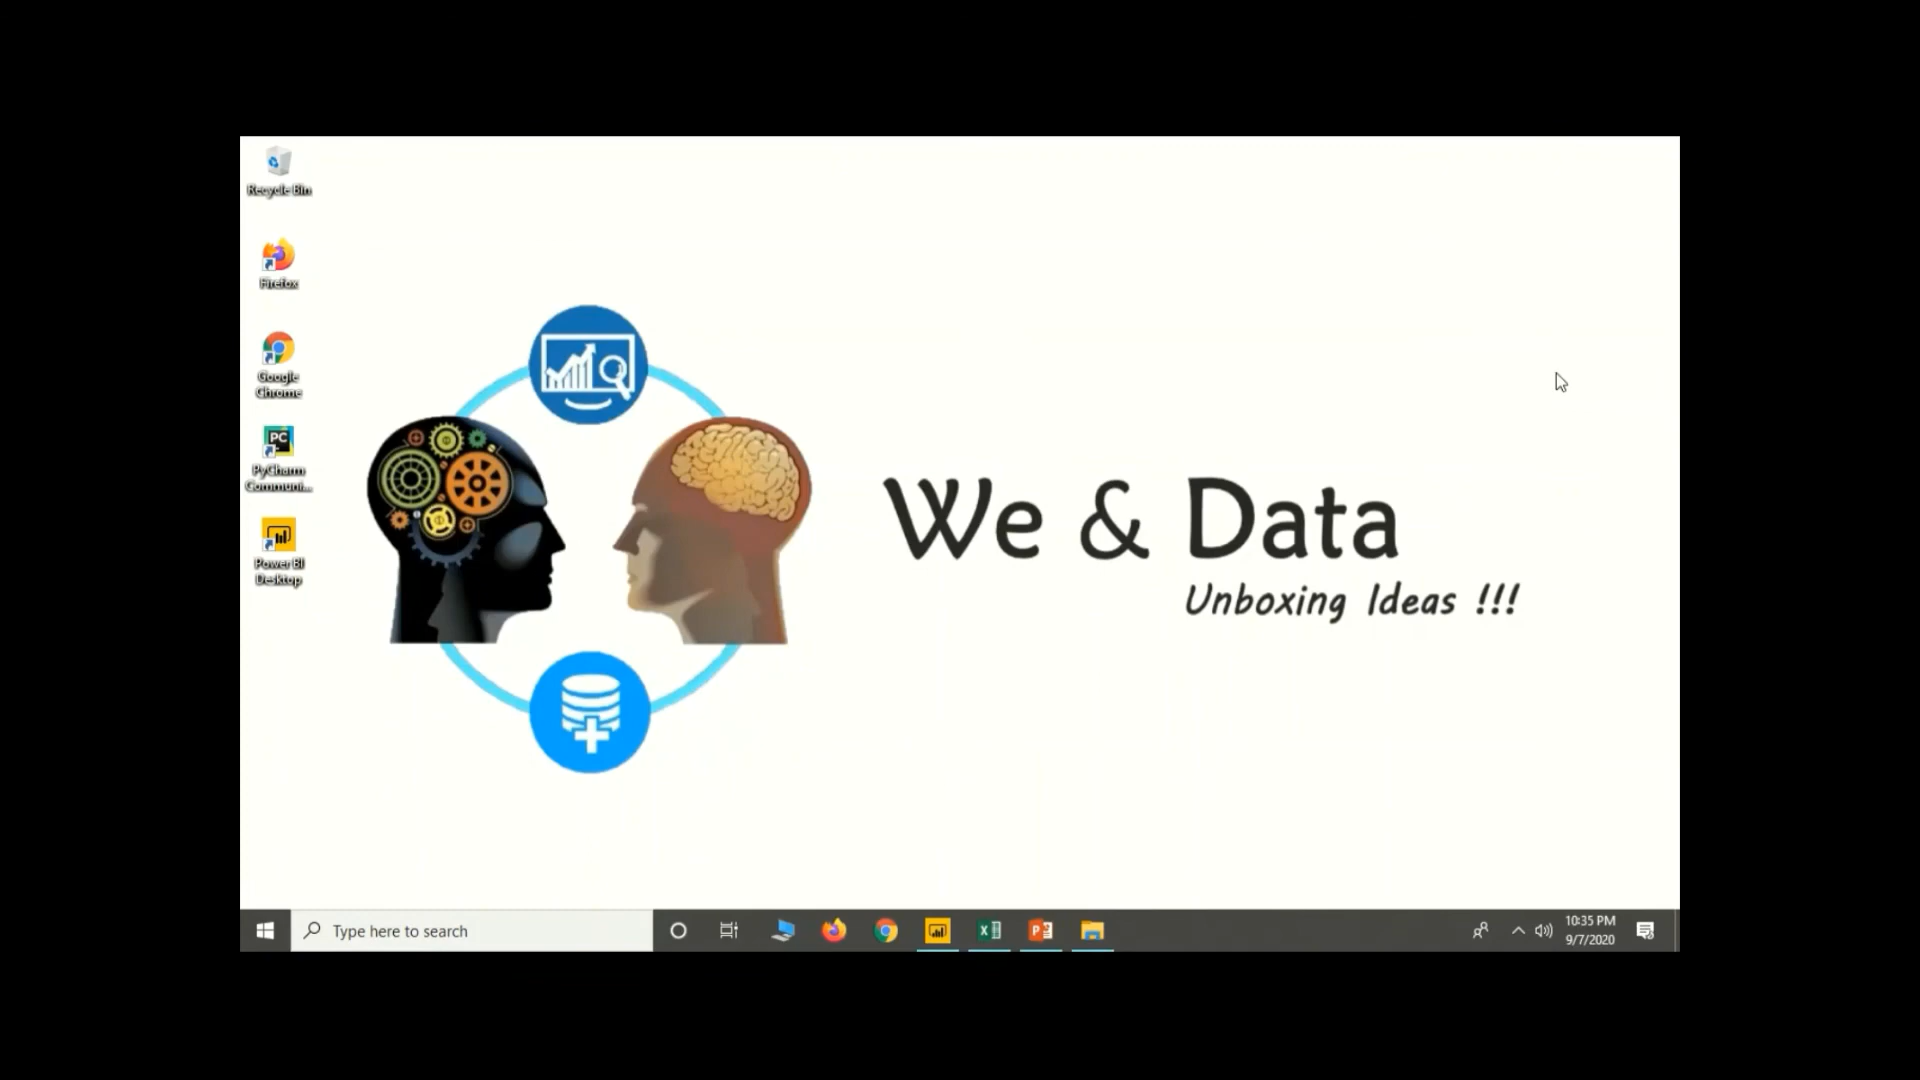 Recycle Bin
Firefox
Google
Chrome
PC
PyCharm
Communi...
Power BI
Desktop
We & Data
Unboxing Ideas !!!
Type here to search
10:35 PM
9/7/2020